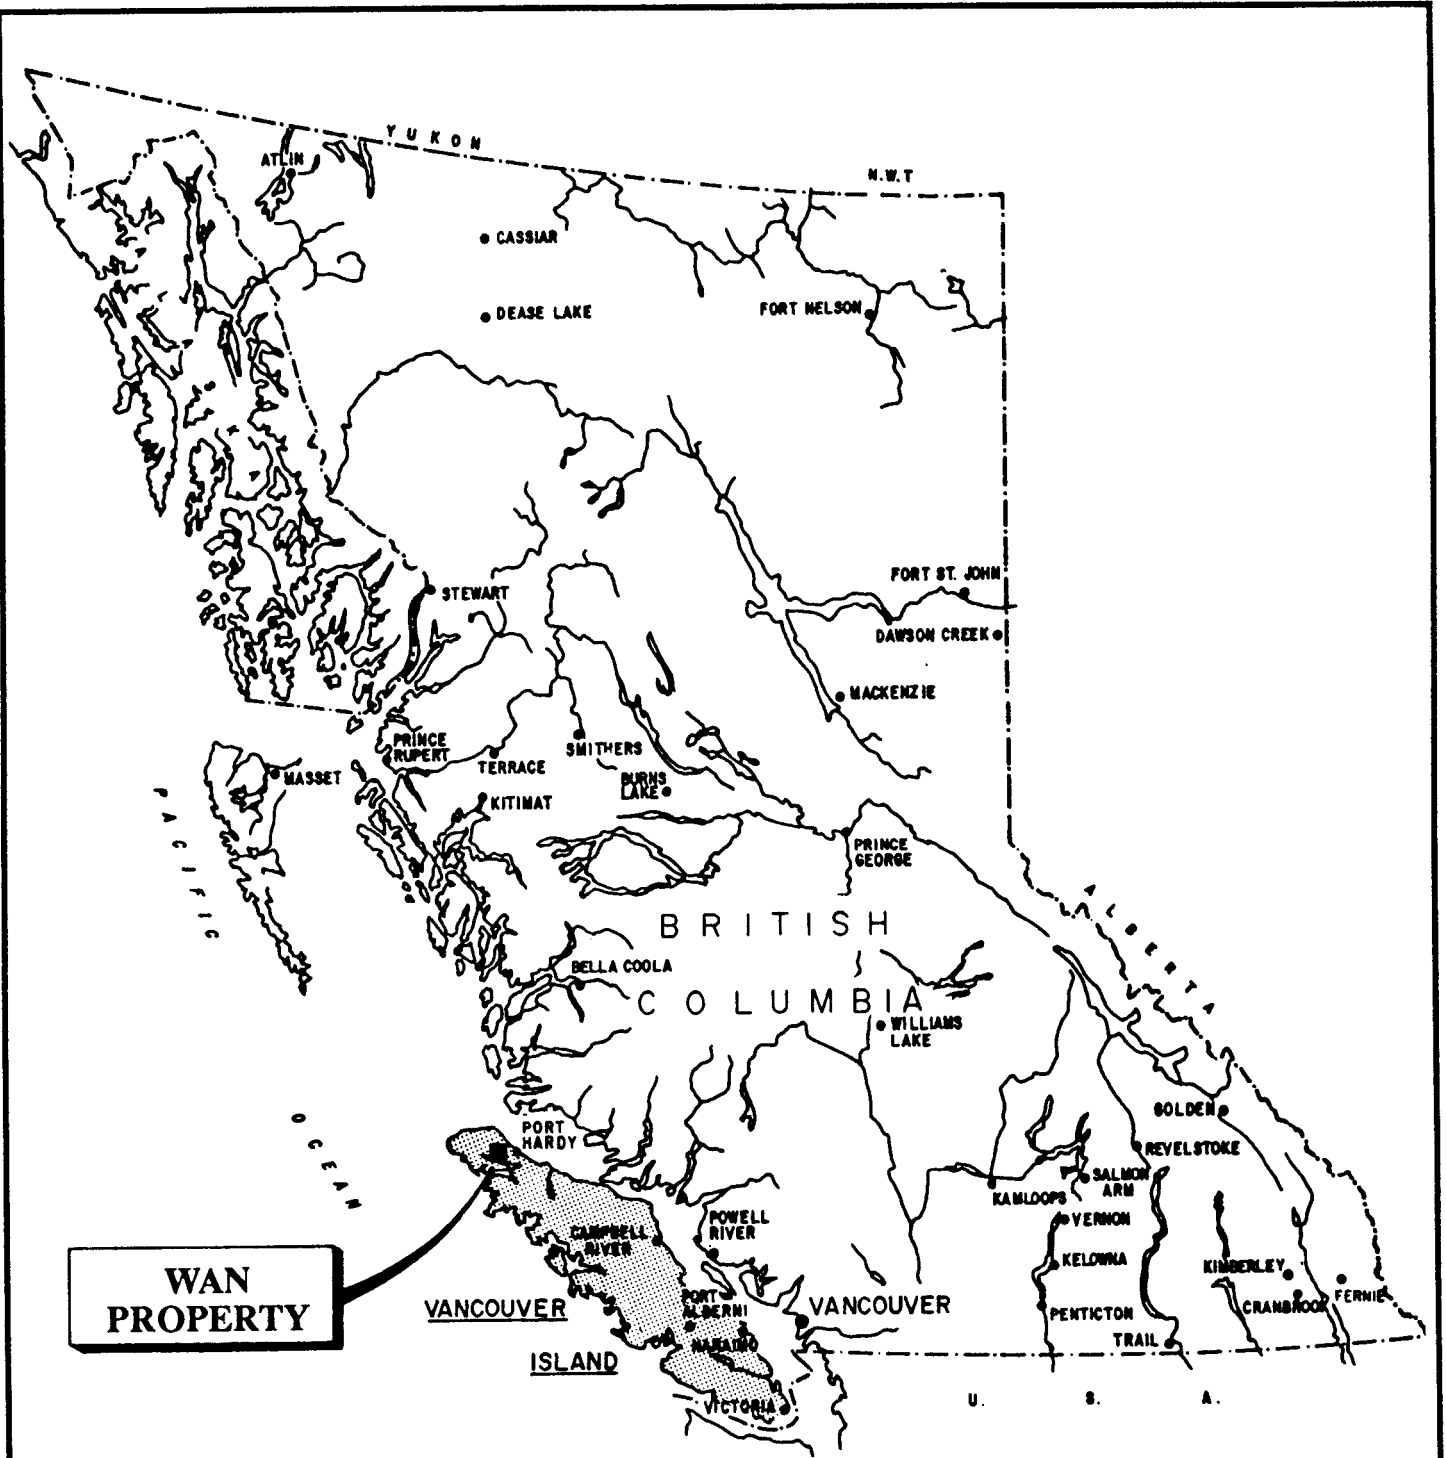 YUKON
N.W.T
ATLIN
CASSIAR
DEASE LAKE
FORT NELSON
ALASKA
STEWART
FORT ST. JOHN
DAWSON CREEK
MACKENZIE
PRINCE
RUPERT
SMITHERS
TERRACE
MASSET
BURNS
LAKE
KITIMAT
PRINCE
GEORGE
PACIFIC
OCEAN
ALBERTA
BRITISH
COLUMBIA
BELLA COOLA
WILLIAMS
LAKE
GOLDEN
PORT
HARDY
REVELSTOKE
SALMON
ARM
KAMLOOPS
POWELL
RIVER
VERNON
CAMPBELL
RIVER
KELOWNA
KIMBERLEY
WAN
PROPERTY
PORT
ALBERNI
FERNIE
CRANBROOK
VANCOUVER
ISLAND
VANCOUVER
PENTICTON
NANAIMO
TRAIL
VICTORIA
U. S. A.